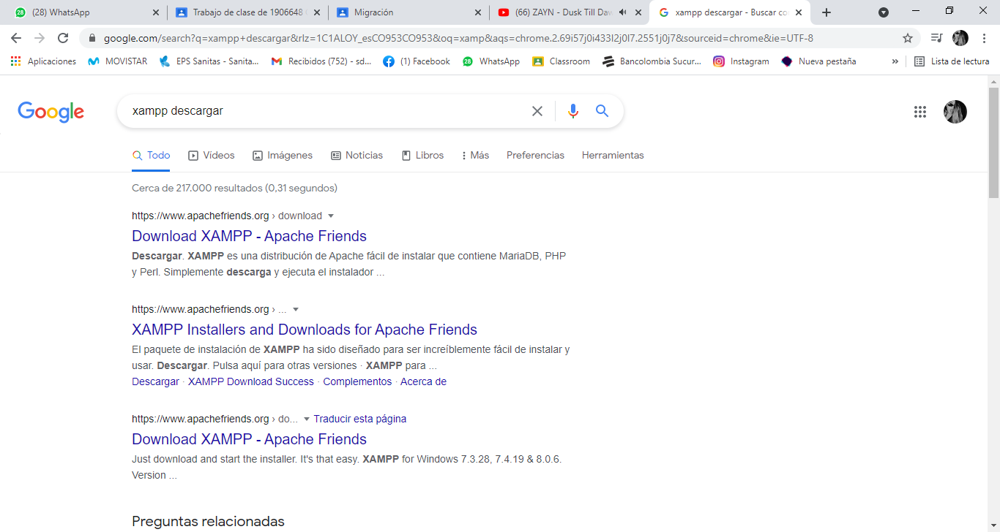 (28) WhatsApp
Trabajo de clase de 1906648
Migración
(66) ZAYN - Dusk Till Daw
xampp descargar - Buscar co
google.com/search?q=xampp+descargar&rlz=1C1ALOY_esCO953CO953&oq=xamp&aqs=chrome.2.69i57j0i433l2j0l7.2551j0j7&sourceid=chrome&ie=UTF-8
Aplicaciones
MOVISTAR
EPS Sanitas - Sanita...
Recibidos (752) - sd...
(1) Facebook
WhatsApp
Classroom
Bancolombia Sucur...
Instagram
Nueva pestaña
»
Lista de lectura
Google
xampp descargar
Todo
Vídeos
Imágenes
Noticias
Libros
Más
Preferencias
Herramientas
Cerca de 217.000 resultados (0,31 segundos)
https://www.apachefriends.org › download
Download XAMPP - Apache Friends
Descargar. XAMPP es una distribución de Apache fácil de instalar que contiene MariaDB, PHP
y Perl. Simplemente descarga y ejecuta el instalador ...
https://www.apachefriends.org › ...
XAMPP Installers and Downloads for Apache Friends
El paquete de instalación de XAMPP ha sido diseñado para ser increíblemente fácil de instalar y
usar. Descargar. Pulsa aquí para otras versiones · XAMPP para ...
Descargar · XAMPP Download Success · Complementos · Acerca de
https://www.apachefriends.org › do... Traducir esta página
Download XAMPP - Apache Friends
Just download and start the installer. It's that easy. XAMPP for Windows 7.3.28, 7.4.19 & 8.0.6.
Version ...
Preguntas relacionadas